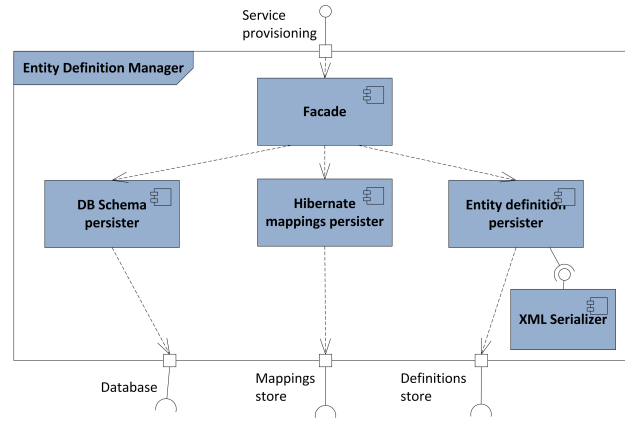 Service
provisioning
Entity Definition Manager
Facade
DB Schema
persister
Hibernate
mappings persister
Entity definition
persister
XML Serializer
Database
Mappings
store
Definitions
store